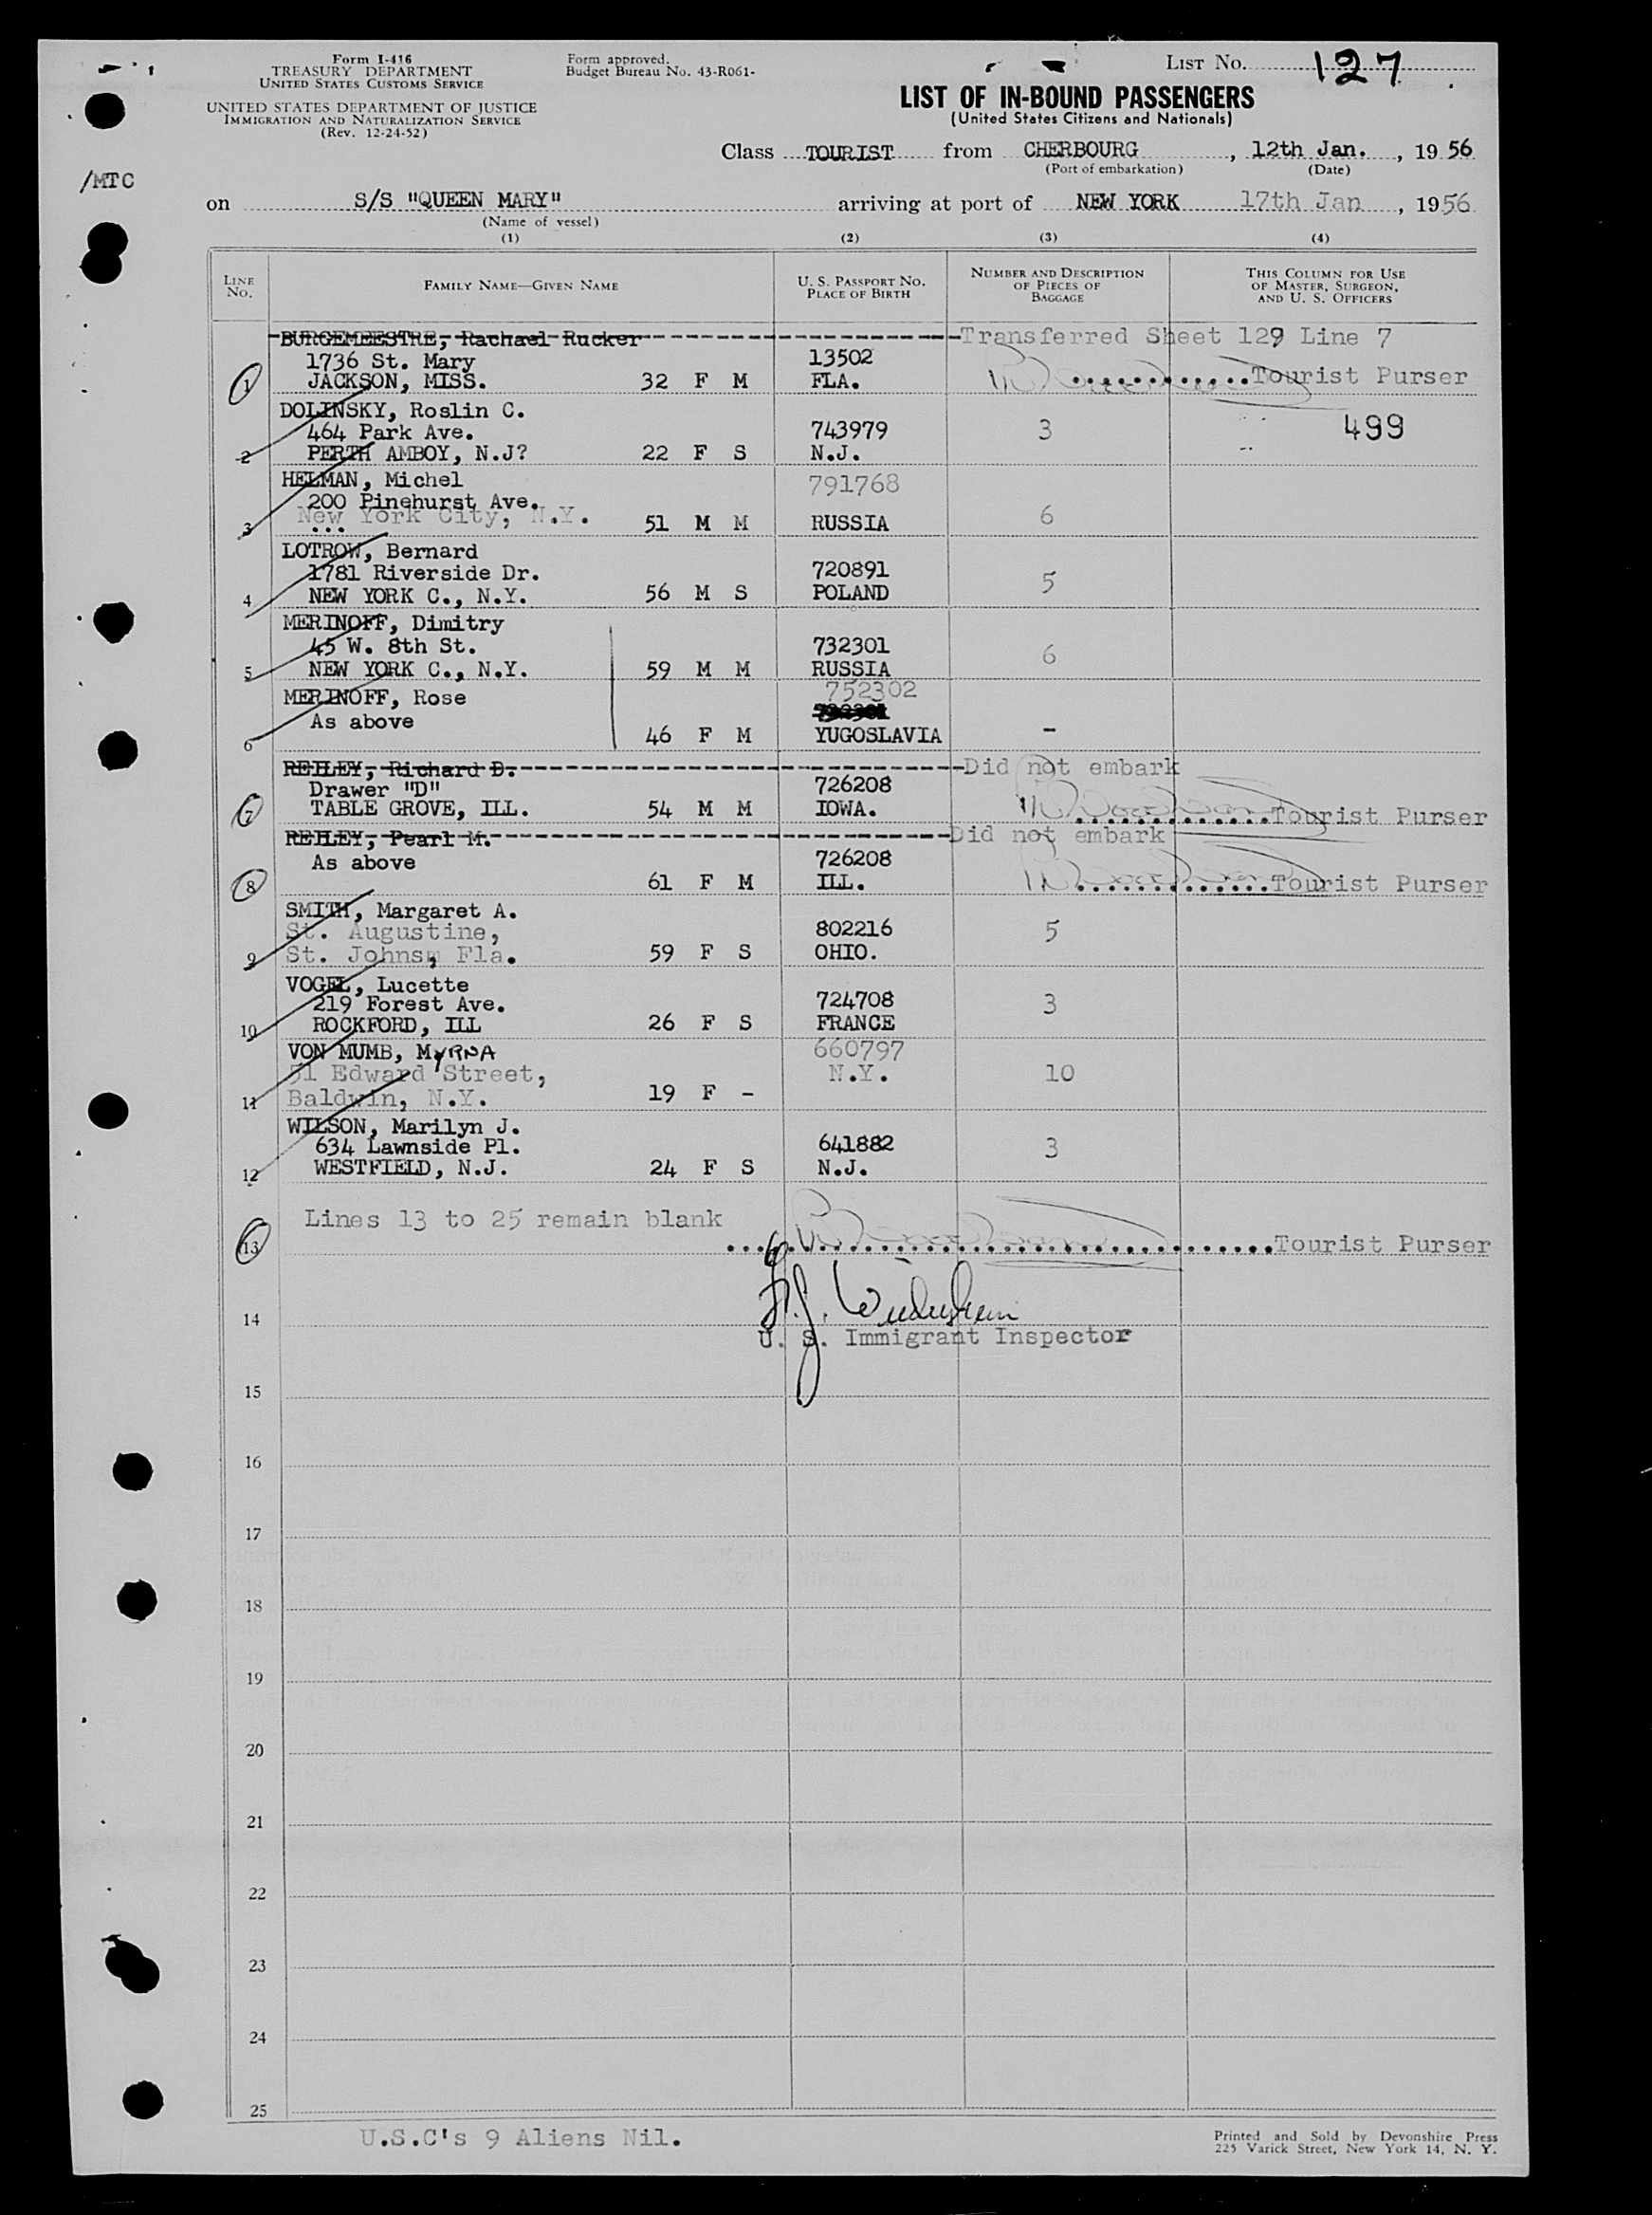 Form I-416
TREASURY DEPARTMENT
UNITED STATES CUSTOMS SERVICE
UNITED STATES DEPARTMENT OF JUSTICE
IMMIGRATION AND NATURALIZATION SERVICE
(Rev. 12-24-52)
Form approved.
Budget Bureau No. 43-R061-
LIST No. 127
LIST OF IN-BOUND PASSENGERS
(United States Citizens and Nationals)
/MTC
Class TOURIST from CHERBOURG, 12th Jan., 1956
(Port of embarkation) (Date)
on S/S "QUEEN MARY" arriving at port of NEW YORK 17th Jan, 1956
(Name of vessel)
(1) (2) (3) (4)
LINE No. FAMILY NAME—GIVEN NAME U. S. PASSPORT No. PLACE OF BIRTH NUMBER AND DESCRIPTION OF PIECES OF BAGGAGE THIS COLUMN FOR USE OF MASTER, SURGEON, AND U. S. OFFICERS
BURGEMEESTRE, Rachael Rucker Transferred Sheet 129 Line 7
1736 St. Mary 13502
1 JACKSON, MISS. 32 F M FLA. Tourist Purser
DOLINSKY, Roslin C.
464 Park Ave. 743979 3 499
2 PERTH AMBOY, N.J? 22 F S N.J.
HELMAN, Michel 791768
200 Pinehurst Ave.
3 New York City, N.Y. 51 M M RUSSIA 6
LOTROW, Bernard
1781 Riverside Dr. 720891 5
4 NEW YORK C., N.Y. 56 M S POLAND
MERINOFF, Dimitry
45 W. 8th St. 732301 6
5 NEW YORK C., N.Y. 59 M M RUSSIA
MERINOFF, Rose 752302
As above
6 46 F M YUGOSLAVIA -
REILEY, Richard D. Did not embark
Drawer "D" 726208
7 TABLE GROVE, ILL. 54 M M IOWA. Tourist Purser
REILEY, Pearl M. Did not embark
As above 726208
8 61 F M ILL. Tourist Purser
SMITH, Margaret A.
St. Augustine, 802216 5
9 St. Johns, Fla. 59 F S OHIO.
VOGEL, Lucette
219 Forest Ave. 724708 3
10 ROCKFORD, ILL 26 F S FRANCE
VON MUMB, MyRNA 660797
51 Edward Street, N.Y. 10
11 Baldwin, N.Y. 19 F -
WILSON, Marilyn J.
634 Lawnside Pl. 641882 3
12 WESTFIELD, N.J. 24 F S N.J.
Lines 13 to 25 remain blank
13 Tourist Purser
14
U. S. Immigrant Inspector
15
16
17
18
19
20
21
22
23
24
25
U.S.C's 9 Aliens Nil.
Printed and Sold by Devonshire Press
225 Varick Street, New York 14, N. Y.